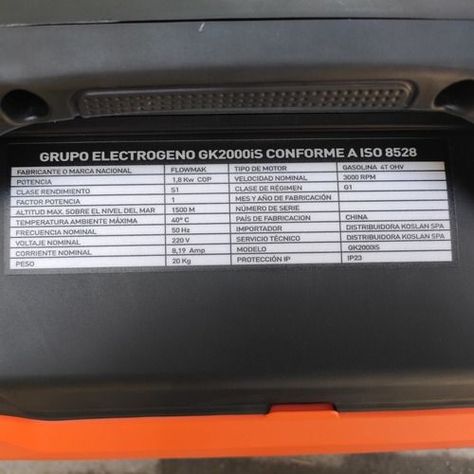 GRUPO ELECTROGENO GK2000iS CONFORME A ISO 8528
FABRICANTE O MARCA NACIONAL FLOWMAK TIPO DE MOTOR GASOLINA 4T OHV
POTENCIA 1,8 Kw COP VELOCIDAD NOMINAL 3000 RPM
CLASE RENDIMIENTO S1 CLASE DE RÉGIMEN G1
FACTOR POTENCIA 1 MES Y AÑO DE FABRICACIÓN
ALTITUD MAX. SOBRE EL NIVEL DEL MAR 1500 M NÚMERO DE SERIE
TEMPERATURA AMBIENTE MÁXIMA 40° C PAÍS DE FABRICACION CHINA
FRECUENCIA NOMINAL 50 Hz IMPORTADOR DISTRIBUIDORA KOSLAN SPA
VOLTAJE NOMINAL 220 V SERVICIO TÉCNICO DISTRIBUIDORA KOSLAN SPA
CORRIENTE NOMINAL 8,19 Amp MODELO GK2000iS
PESO 20 Kg PROTECCIÓN IP IP23